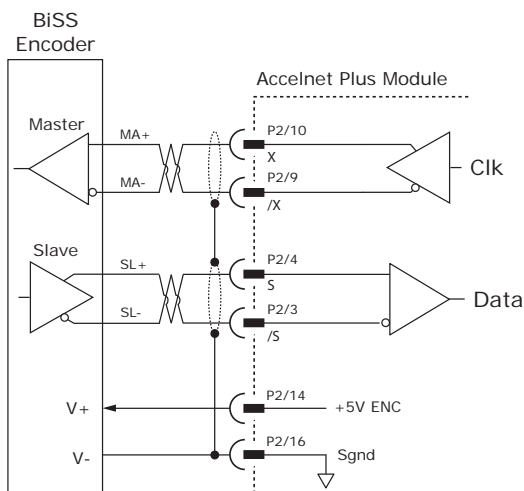 BiSS
Encoder
Accelnet Plus Module
Master
MA+
P2/10
X
MA-
P2/9
/X
Clk
Slave
SL+
P2/4
S
SL-
P2/3
/S
Data
V+
P2/14
+5V ENC
V-
P2/16
Sgnd